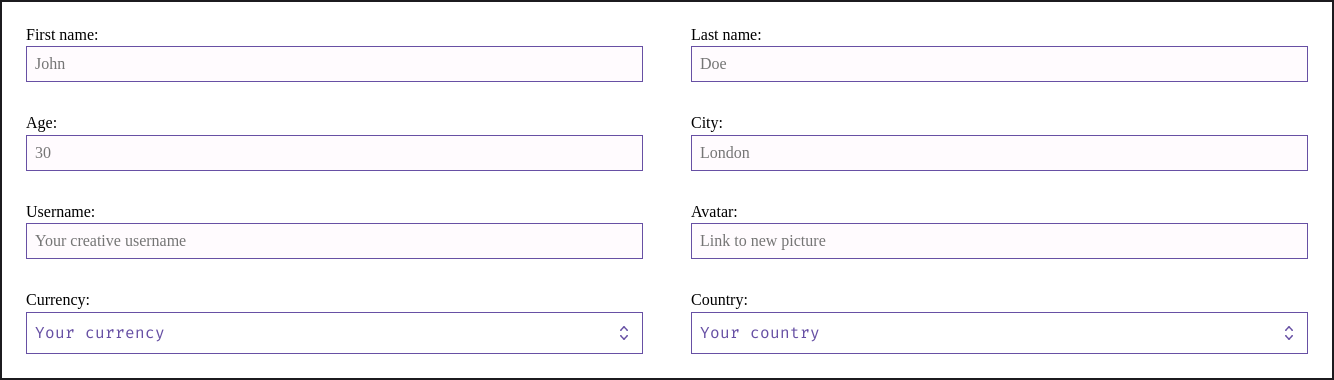 First name:
Last name:
John
Doe
Age:
City:
30
London
Username:
Avatar:
Your creative username
Link to new picture
Currency:
Country:
Your currency
Your country